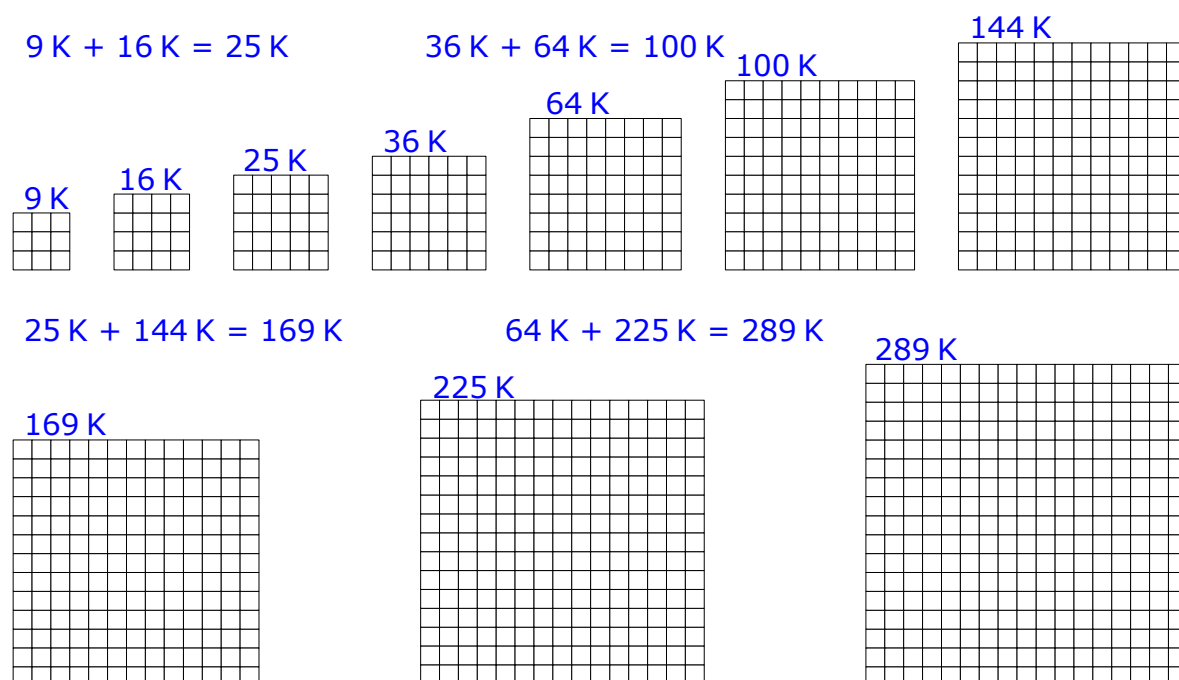 9 K + 16 K = 25 K
36 K + 64 K = 100 K
144 K
100 K
64 K
36 K
25 K
16 K
9 K
25 K + 144 K = 169 K
64 K + 225 K = 289 K
289 K
225 K
169 K